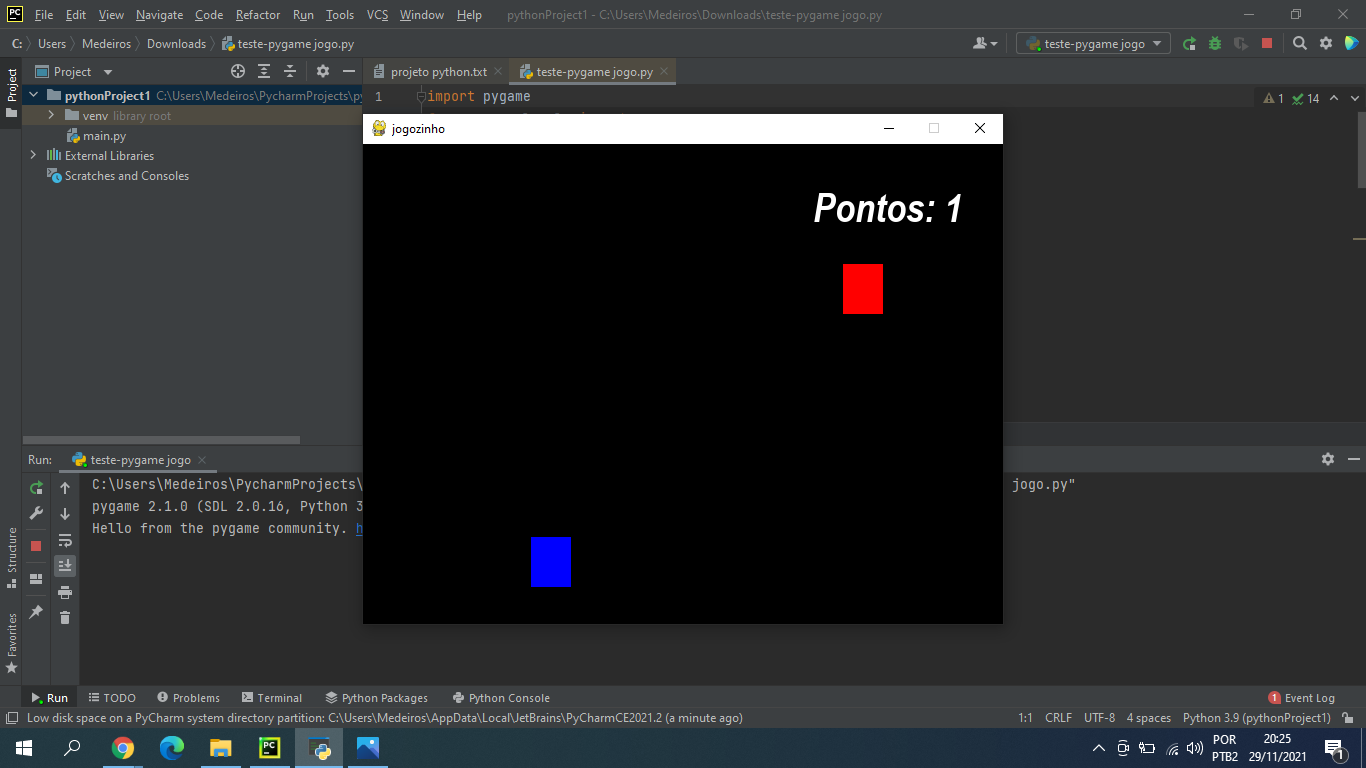 PC File Edit View Navigate Code Refactor Run Tools VCS Window Help pythonProject1 - C:\Users\Medeiros\Downloads\teste-pygame jogo.py
C: Users Medeiros Downloads teste-pygame jogo.py teste-pygame jogo
Project Project projeto python.txt teste-pygame jogo.py
pythonProject1 C:\Users\Medeiros\PycharmProjects\py 1 import pygame 1 14
venv library root
main.py
External Libraries
Scratches and Consoles
jogozinho
Pontos: 1
Run: teste-pygame jogo
C:\Users\Medeiros\PycharmProjects\ jogo.py"
pygame 2.1.0 (SDL 2.0.16, Python 3
Hello from the pygame community. h
Structure
Favorites
Run TODO Problems Terminal Python Packages Python Console 1 Event Log
Low disk space on a PyCharm system directory partition: C:\Users\Medeiros\AppData\Local\JetBrains\PyCharmCE2021.2 (a minute ago) 1:1 CRLF UTF-8 4 spaces Python 3.9 (pythonProject1)
PC POR 20:25
PTB2 29/11/2021 1